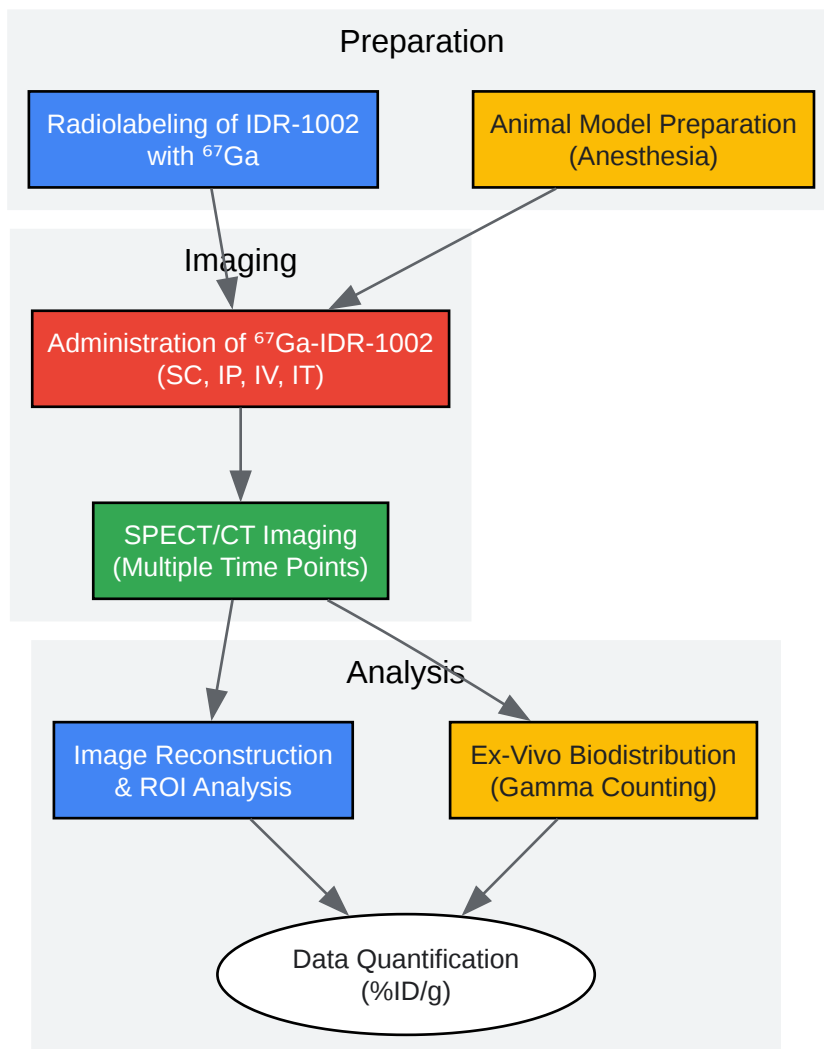 Preparation
Radiolabeling of IDR-1002
with ⁶⁷Ga
Animal Model Preparation
(Anesthesia)
Imaging
Administration of ⁶⁷Ga-IDR-1002
(SC, IP, IV, IT)
SPECT/CT Imaging
(Multiple Time Points)
Analysis
Image Reconstruction
& ROI Analysis
Ex-Vivo Biodistribution
(Gamma Counting)
Data Quantification
(%ID/g)